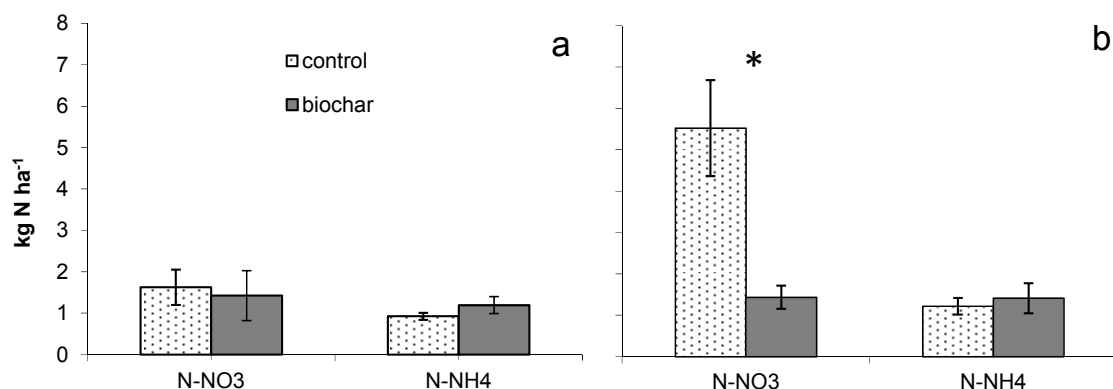 8
7
6
5
4
3
2
1
0
kg N ha⁻¹
control
biochar
a
N-NO3
N-NH4
b
*
N-NO3
N-NH4